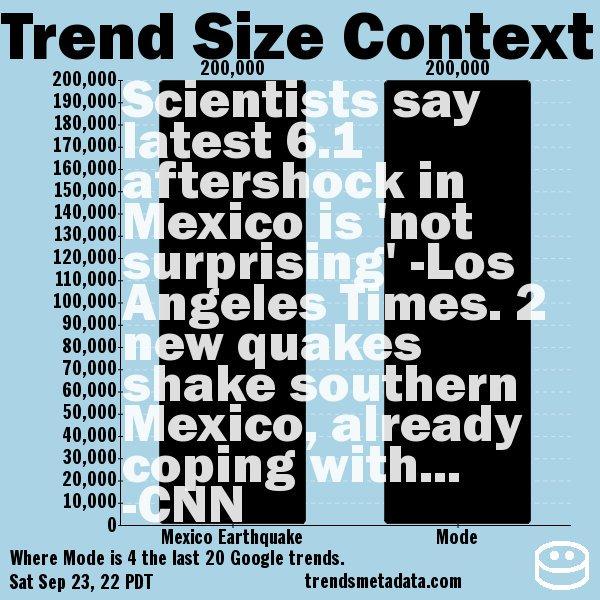 Trend Size Context
200,000 200,000
200,000
190,000
180,000
170,000
160,000
150,000
140,000
130,000
120,000
110,000
100,000
90,000
80,000
70,000
60,000
50,000
40,000
30,000
20,000
10,000
0
Scientists say
latest 6.1
aftershock in
Mexico is 'not
surprising' -Los
Angeles Times. 2
new quakes
shake southern
Mexico, already
coping with...
-CNN
Mexico Earthquake Mode
Where Mode is 4 the last 20 Google trends.
Sat Sep 23, 22 PDT trendsmetadata.com